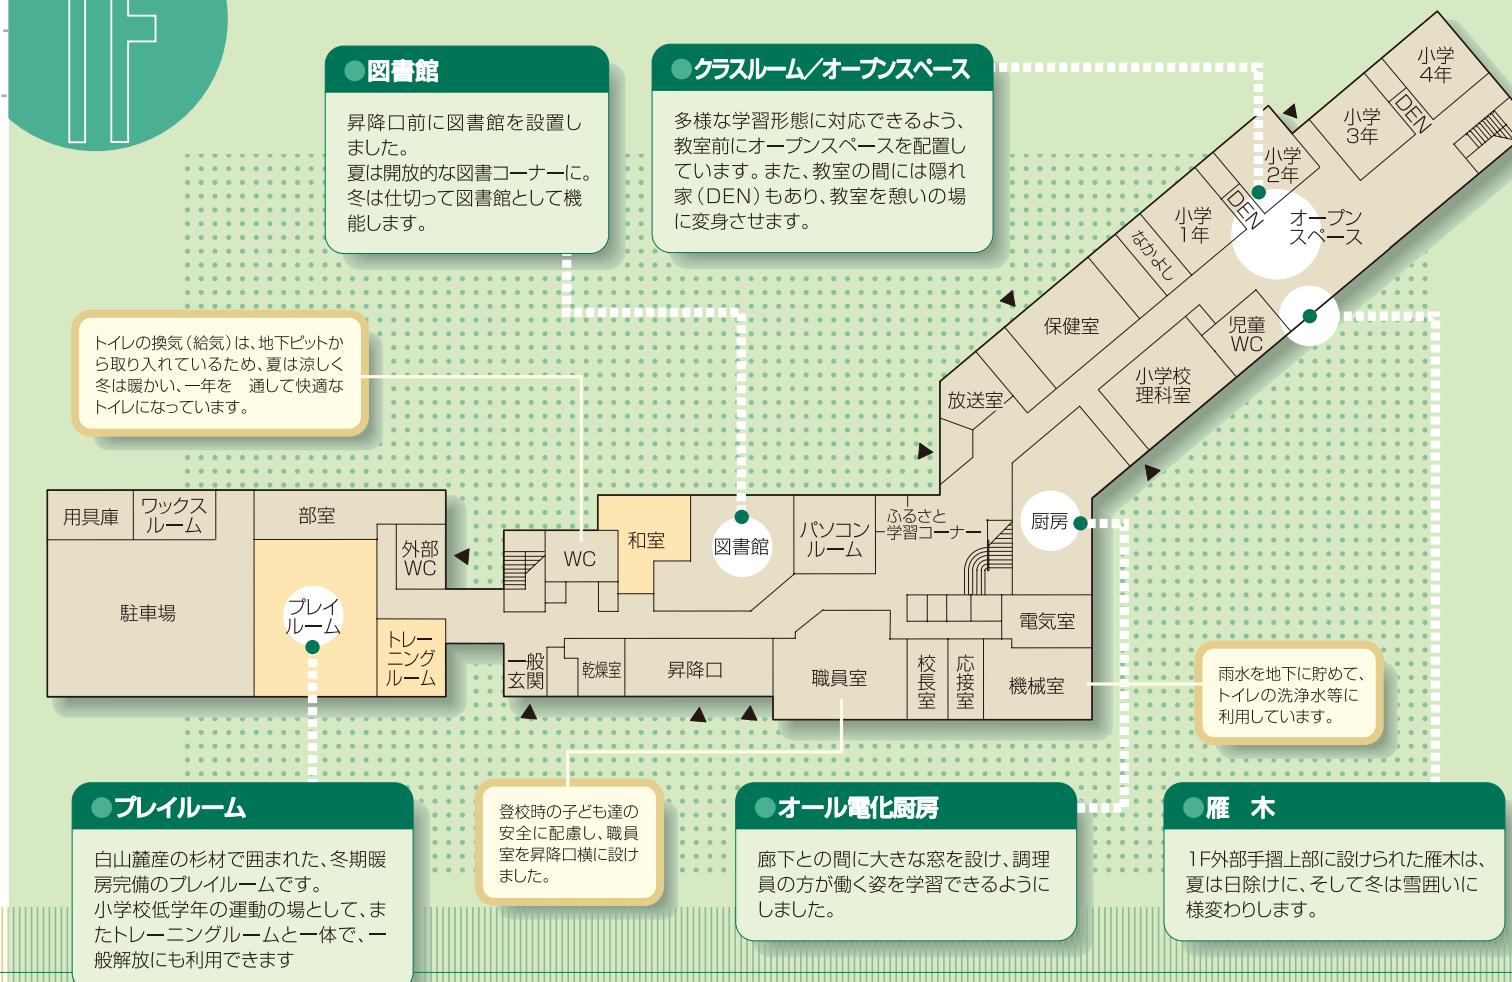 1F
●図書館
昇降口前に図書館を設置し
ました。
夏は開放的な図書コーナーに。
冬は仕切って図書館として機
能します。
●クラスルーム／オープンスペース
多様な学習形態に対応できるよう、
教室前にオープンスペースを配置し
ています。また、教室の間には隠れ
家（DEN）もあり、教室を憩いの場
に変身させます。
小学
4年
DEN
小学
3年
小学
2年
DEN
小学
1年
なかよし
オープン
スペース
保健室
児童
WC
小学校
理科室
放送室
トイレの換気（給気）は、地下ピットか
ら取り入れているため、夏は涼しく
冬は暖かい、一年を　通して快適な
トイレになっています。
用具庫
ワックス
ルーム
部室
外部
WC
駐車場
プレイ
ルーム
トレー
ニング
ルーム
WC
和室
図書館
パソコン
ルーム
ふるさと
学習コーナー
厨房
電気室
一般
玄関
乾燥室
昇降口
職員室
校長室
応接室
機械室
雨水を地下に貯めて、
トイレの洗浄水等に
利用しています。
●プレイルーム
白山麓産の杉材で囲まれた、冬期暖
房完備のプレイルームです。
小学校低学年の運動の場として、ま
たトレーニングルームと一体で、一
般解放にも利用できます
登校時の子ども達の
安全に配慮し、職員
室を昇降口横に設け
ました。
●オール電化厨房
廊下との間に大きな窓を設け、調理
員の方が働く姿を学習できるように
しました。
●雁　木
1F外部手摺上部に設けられた雁木は、
夏は日除けに、そして冬は雪囲いに
様変わりします。